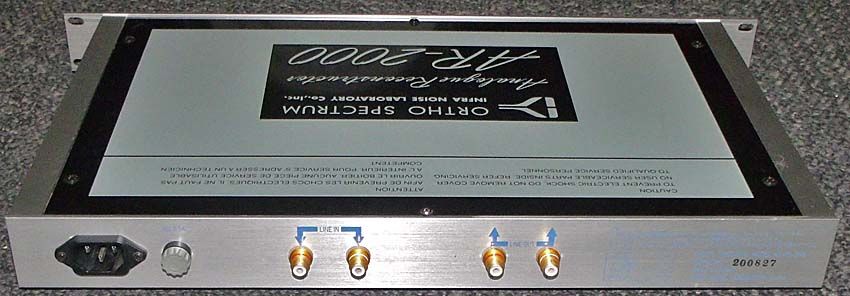 ORTHO SPECTRUM
INFRA NOISE LABORATORY Co.,Inc.
Analogue Reconstructer
AR-2000
CAUTION
TO PREVENT ELECTRIC SHOCK, DO NOT REMOVE COVER.
NO USER SERVICEABLE PARTS INSIDE. REFER SERVICING
TO QUALIFIED SERVICE PERSONNEL.
ATTENTION
AFIN DE PREVENIR LES CHOCS ELECTRIQUES, IL NE FAUT PAS
OUVRIR LE BOITIER. AUCUNE PIECE DE SERVICE UTILISABLE
A L'INTERIEUR. POUR SERVICE S'ADRESSER A UN TECHNICIEN
COMPETENT
LINE IN
LINE OUT
200827